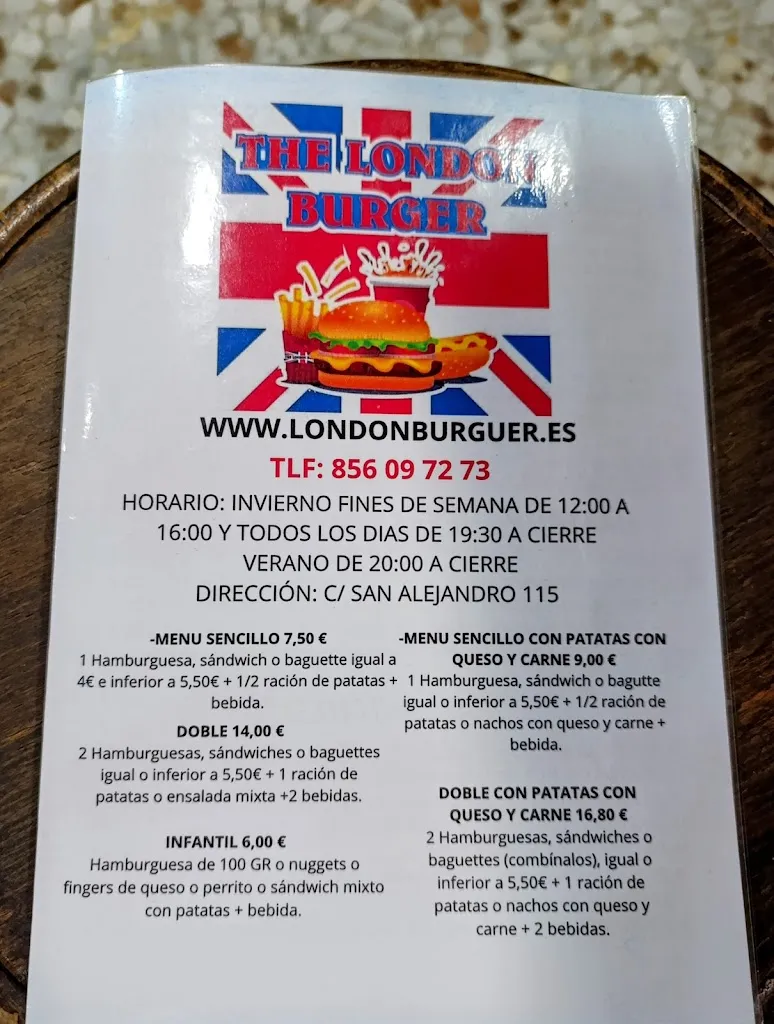 THE LONDON
BURGER
WWW.LONDONBURGUER.ES
TLF: 856 09 72 73
HORARIO: INVIERNO FINES DE SEMANA DE 12:00 A
16:00 Y TODOS LOS DIAS DE 19:30 A CIERRE
VERANO DE 20:00 A CIERRE
DIRECCIÓN: C/ SAN ALEJANDRO 115
-MENU SENCILLO 7,50 €
1 Hamburguesa, sándwich o baguette igual a
4€ e inferior a 5,50€ + 1/2 ración de patatas +
bebida.
DOBLE 14,00 €
2 Hamburguesas, sándwiches o baguettes
igual o inferior a 5,50€ + 1 ración de
patatas o ensalada mixta +2 bebidas.
INFANTIL 6,00 €
Hamburguesa de 100 GR o nuggets o
fingers de queso o perrito o sándwich mixto
con patatas + bebida.
-MENU SENCILLO CON PATATAS CON
QUESO Y CARNE 9,00 €
1 Hamburguesa, sándwich o bagutte
igual o inferior a 5,50€ + 1/2 ración de
patatas o nachos con queso y carne +
bebida.
DOBLE CON PATATAS CON
QUESO Y CARNE 16,80 €
2 Hamburguesas, sándwiches o
baguettes (combínalos), igual o
inferior a 5,50€ + 1 ración de
patatas o nachos con queso y
carne + 2 bebidas.